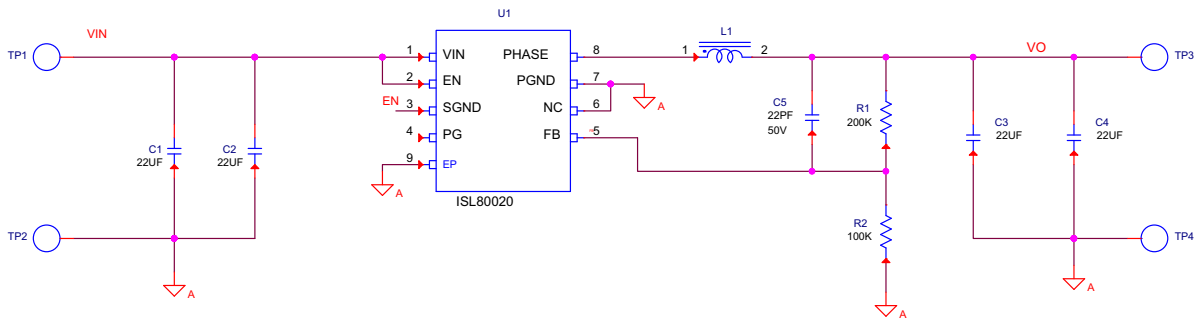 U1
L1
VIN
VO
TP1
TP3
1 VIN PHASE 8 1 2
2 EN PGND 7 A
EN 3 SGND NC 6
4 PG FB 5
9 EP
A
ISL80020
C1
22UF
C2
22UF
C5
22PF
50V
R1
200K
C3
22UF
C4
22UF
R2
100K
TP2
TP4
A
A
A